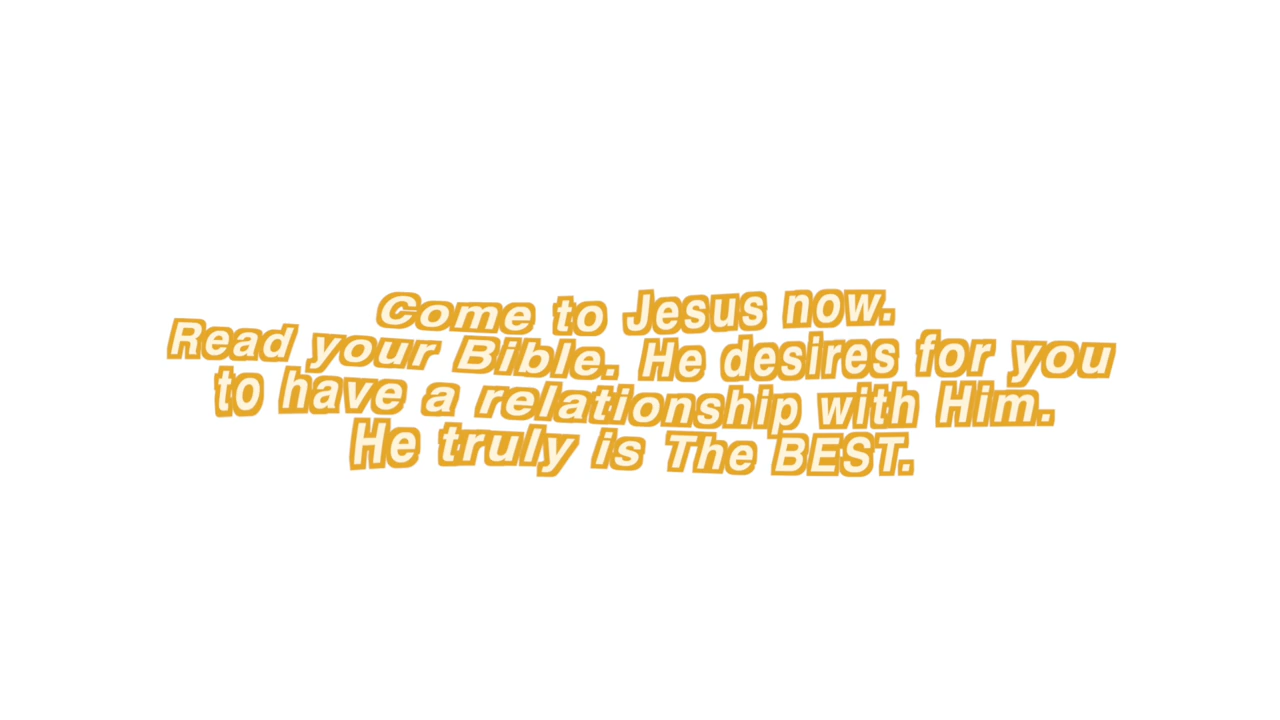 Come to Jesus now.
Read your Bible. He desires for you
to have a relationship with Him.
He truly is The BEST.